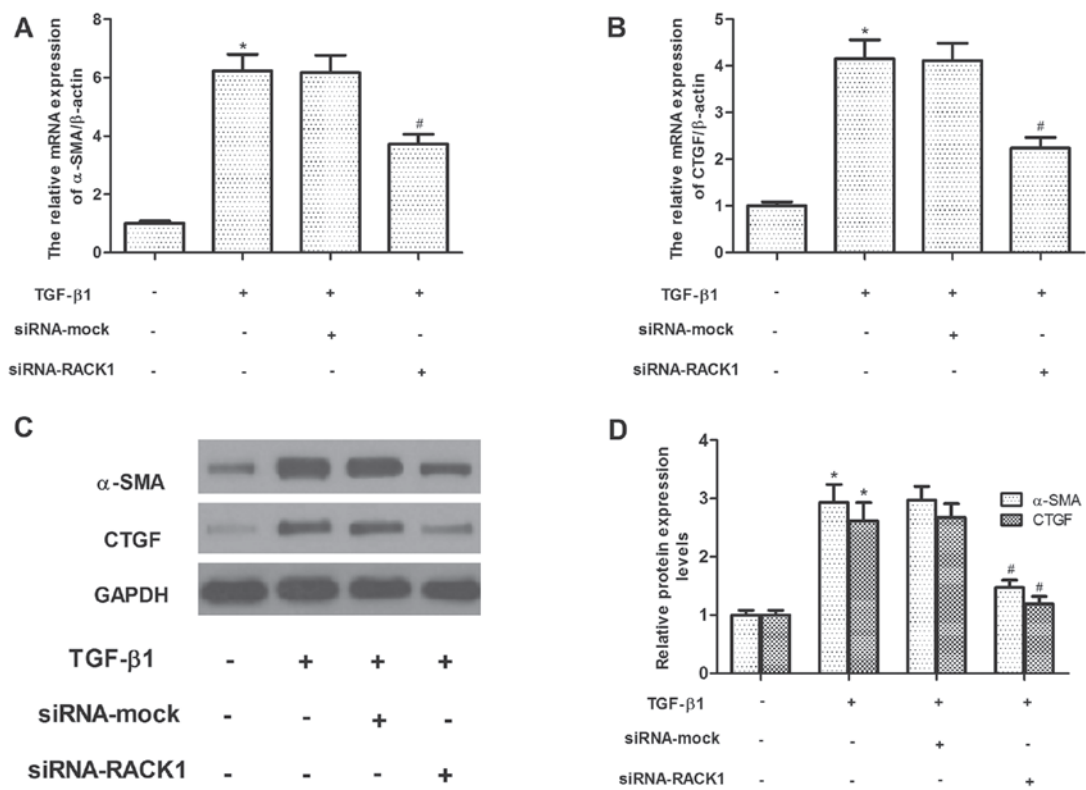 A
The relative mRNA expression
of α-SMA/β-actin
8
6
4
2
0
*
#
TGF-β1 - + + +
siRNA-mock - - + -
siRNA-RACK1 - - - +
B
The relative mRNA expression
of CTGF/β-actin
5
4
3
2
1
0
*
#
TGF-β1 - + + +
siRNA-mock - - + -
siRNA-RACK1 - - - +
C
α-SMA
CTGF
GAPDH
TGF-β1 - + + +
siRNA-mock - - + -
siRNA-RACK1 - - - +
D
Relative protein expression
levels
4
3
2
1
0
* *
# #
α-SMA
CTGF
TGF-β1 - + + +
siRNA-mock - - + -
siRNA-RACK1 - - - +